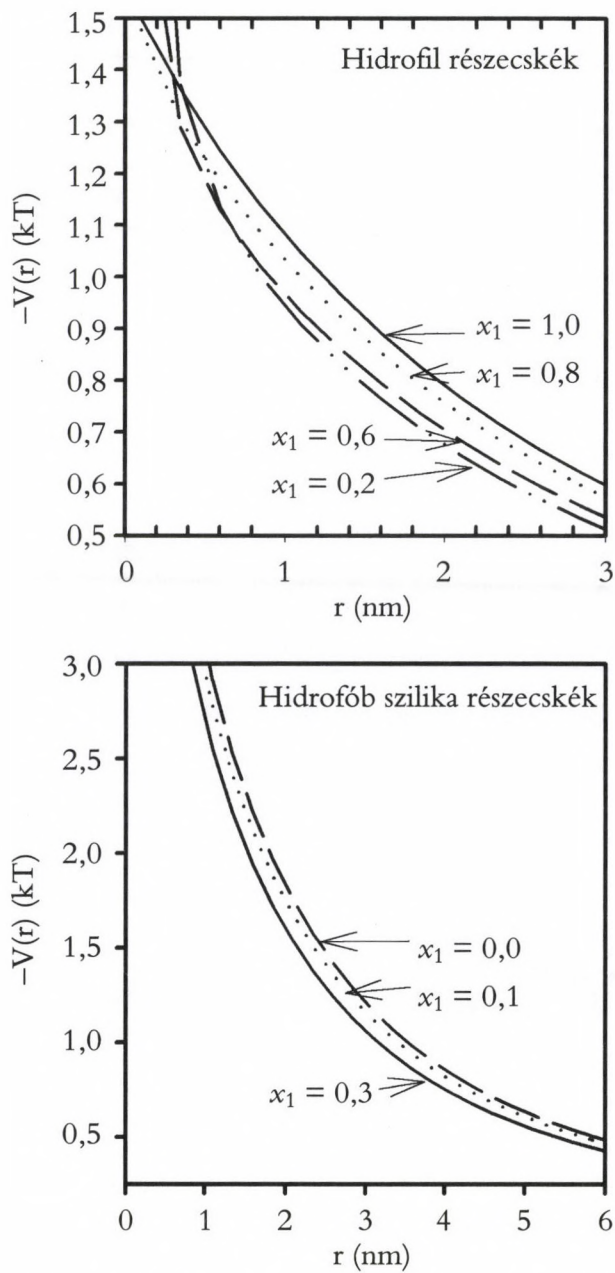 Hidrofil részecskék
1,5
1,4
1,3
1,2
1,1
1,0
0,9
0,8
0,7
0,6
0,5
−V(r) (kT)
x₁ = 1,0
x₁ = 0,8
x₁ = 0,6
x₁ = 0,2
0 1 2 3
r (nm)
Hidrofób szilika részecskék
3,0
2,5
2,0
1,5
1,0
0,5
−V(r) (kT)
x₁ = 0,0
x₁ = 0,1
x₁ = 0,3
0 1 2 3 4 5 6
r (nm)